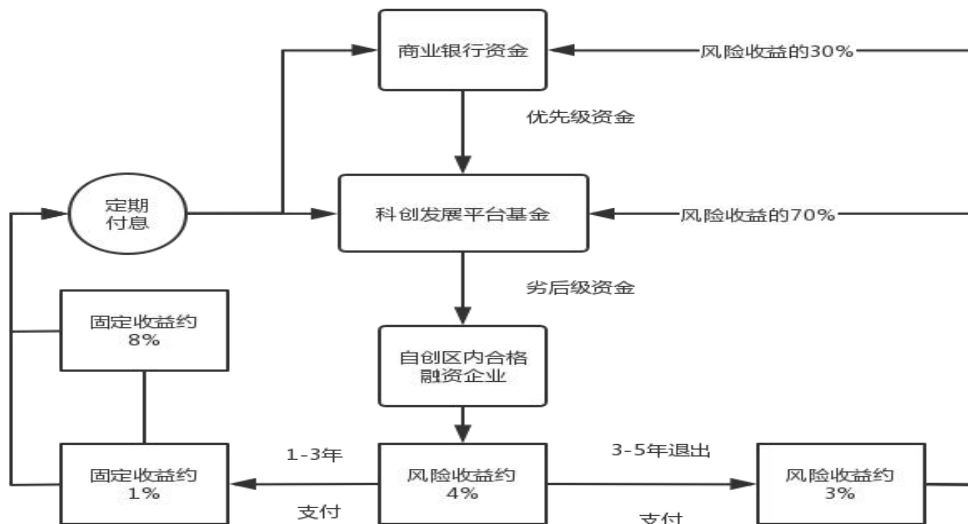 商业银行资金
风险收益的30%
优先级资金
定期
付息
科创发展平台基金
风险收益的70%
劣后级资金
固定收益约
8%
自创区内合格
融资企业
1-3年
3-5年退出
固定收益约
1%
风险收益约
4%
风险收益约
3%
支付
支付